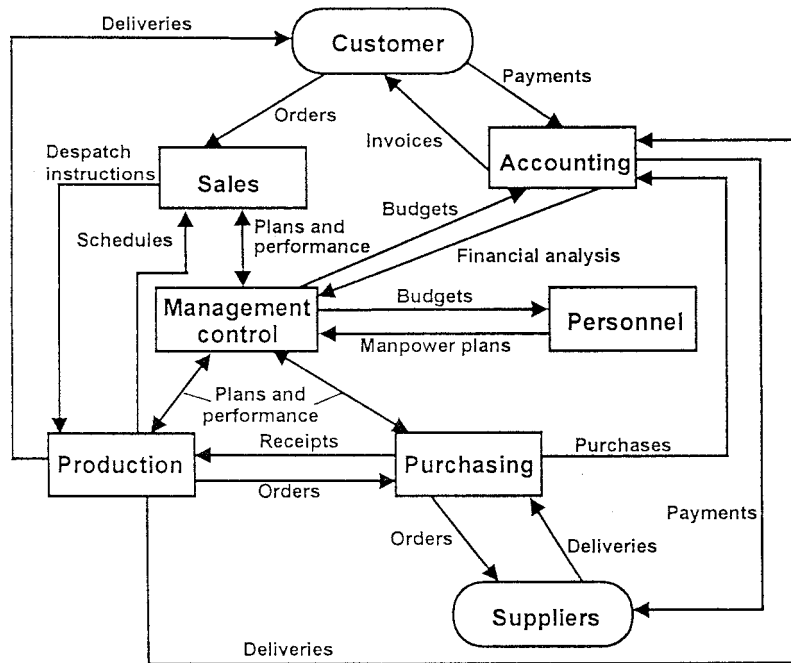 Deliveries
Customer
Payments
Orders
Invoices
Despatch
instructions
Sales
Accounting
Schedules
Plans and
performance
Budgets
Financial analysis
Management
control
Budgets
Personnel
Manpower plans
Plans and
performance
Production
Receipts
Purchasing
Purchases
Orders
Orders
Deliveries
Payments
Suppliers
Deliveries